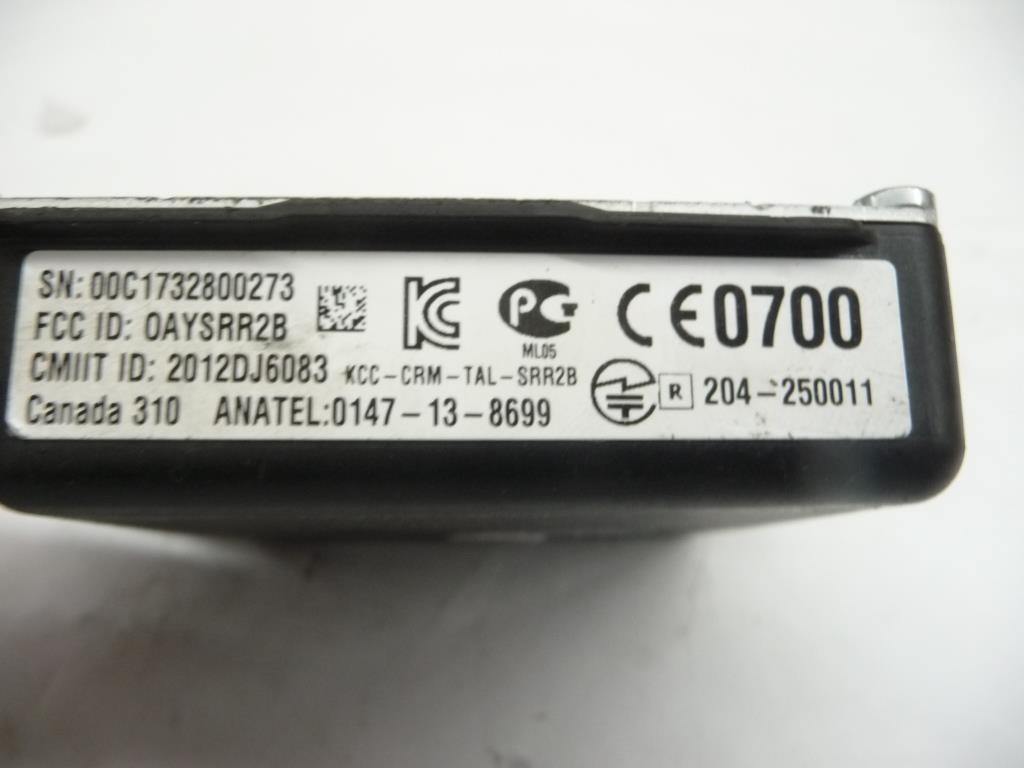 SN: 00C1732800273
FCC ID: OAYSRR2B
CMIIT ID: 2012DJ6083
KCC-CRM-TAL-SRR2B
Canada 310 ANATEL:0147-13-8699
ML05
CE0700
R 204-250011